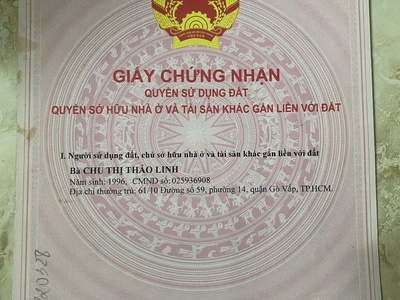 GIẤY CHỨNG NHẬN
QUYỀN SỬ DỤNG ĐẤT
QUYỀN SỞ HỮU NHÀ Ở VÀ TÀI SẢN KHÁC GẮN LIỀN VỚI ĐẤT
I. Người sử dụng đất, chủ sở hữu nhà ở và tài sản khác gắn liền với đất
Bà CHU THỊ THẢO LINH
Năm sinh: 1996, CMND số: 025936908
Địa chỉ thường trú: 61/10 Đường số 59, phường 14, quận Gò Vấp, TP.HCM.